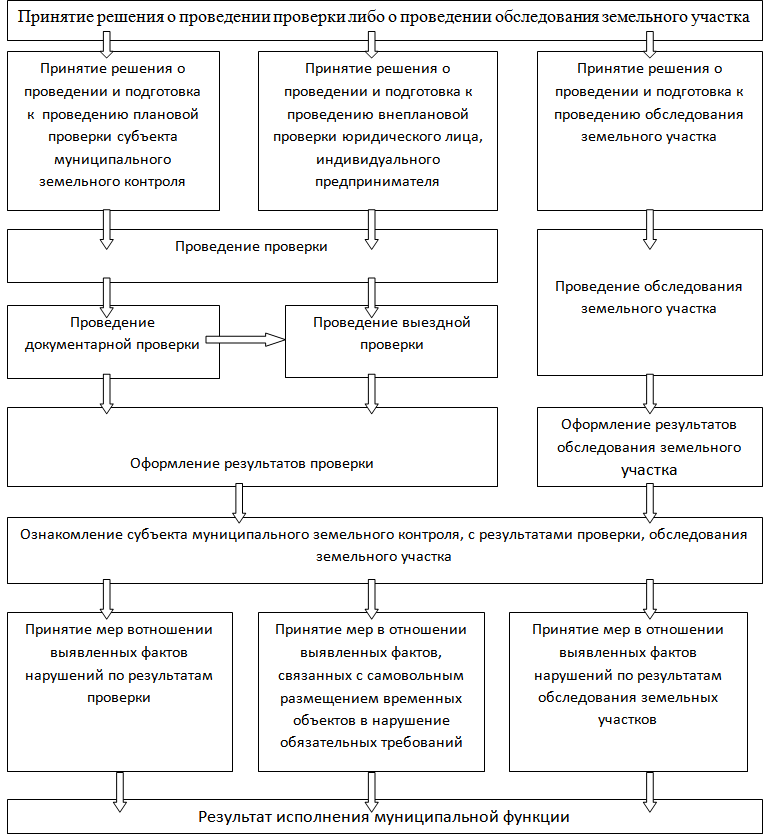 Принятие решения о проведении проверки либо о проведении обследования земельного участка
Принятие решения о
проведении и подготовка
к проведению плановой
проверки субъекта
муниципального
земельного контроля
Принятие решения о
проведении и подготовка к
проведению внеплановой
проверки юридического лица,
индивидуального
предпринимателя
Принятие решения о
проведении и подготовка к
проведению обследования
земельного участка
Проведение проверки
Проведение обследования
земельного участка
Проведение
документарной проверки
Проведение выездной
проверки
Оформление результатов проверки
Оформление результатов
обследования земельного
участка
Ознакомление субъекта муниципального земельного контроля, с результатами проверки, обследования
земельного участка
Принятие мер вотношении
выявленных фактов
нарушений по результатам
проверки
Принятие мер в отношении
выявленных фактов,
связанных с самовольным
размещением временных
объектов в нарушение
обязательных требований
Принятие мер в отношении
выявленных фактов
нарушений по результатам
обследования земельных
участков
Результат исполнения муниципальной функции